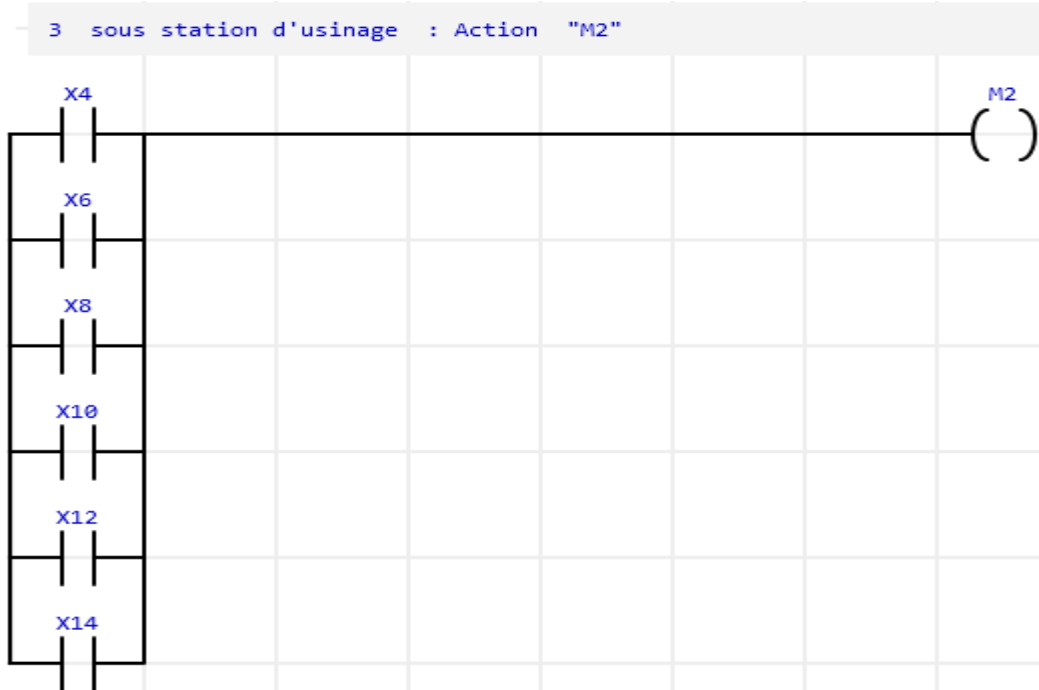 3 sous station d'usinage : Action "M2"
X4
M2
X6
X8
X10
X12
X14